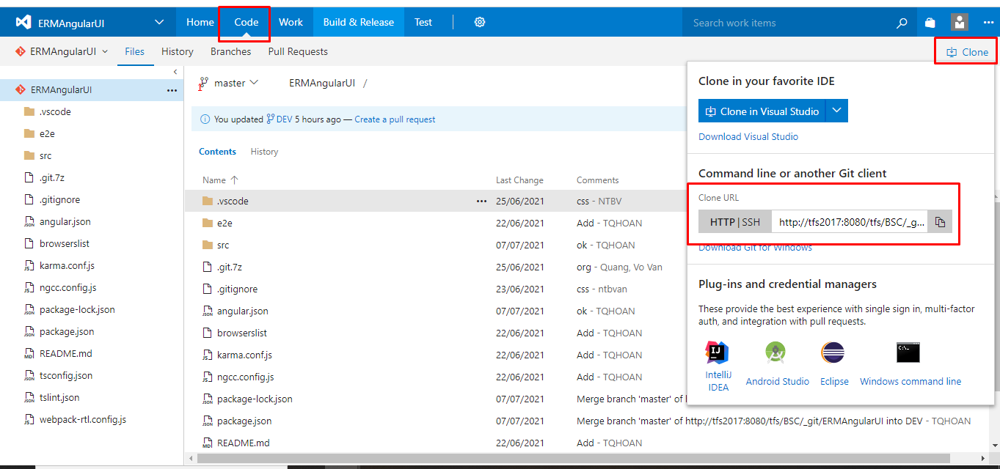 ERMAngularUI
Home
Code
Work
Build & Release
Test
Search work items
ERMAngularUI
Files
History
Branches
Pull Requests
Clone
ERMAngularUI
.vscode
e2e
src
.git.7z
.gitignore
angular.json
browserslist
karma.conf.js
ngcc.config.js
package-lock.json
package.json
README.md
tsconfig.json
tslint.json
webpack-rtl.config.js
1
master
ERMAngularUI /
You updated DEV 5 hours ago — Create a pull request
Contents
History
Name
Last Change
Comments
.vscode 25/06/2021 css - NTBV
e2e 22/06/2021 Add - TQHOAN
src 07/07/2021 ok - TQHOAN
.git.7z 25/06/2021 org - Quang, Vo Van
.gitignore 23/06/2021 css - ntbvan
angular.json 07/07/2021 ok - TQHOAN
browserslist 22/06/2021 Add - TQHOAN
karma.conf.js 22/06/2021 Add - TQHOAN
ngcc.config.js 22/06/2021 Add - TQHOAN
package-lock.json 07/07/2021 Merge branch 'master' of
package.json 07/07/2021 Merge branch 'master' of http://tfs2017:8080/tfs/BSC/_git/ERMAngularUI into DEV - TQHOAN
README.md 22/06/2021 Add - TQHOAN
Clone in your favorite IDE
Clone in Visual Studio
Download Visual Studio
Command line or another Git client
Clone URL
HTTP | SSH
http://tfs2017:8080/tfs/BSC/_g...
Download Git for Windows
Plug-ins and credential managers
These provide the best experience with single sign in, multi-factor
auth, and integration with pull requests.
IJ
C:\_
IntelliJ
IDEA
Android Studio
Eclipse
Windows command line